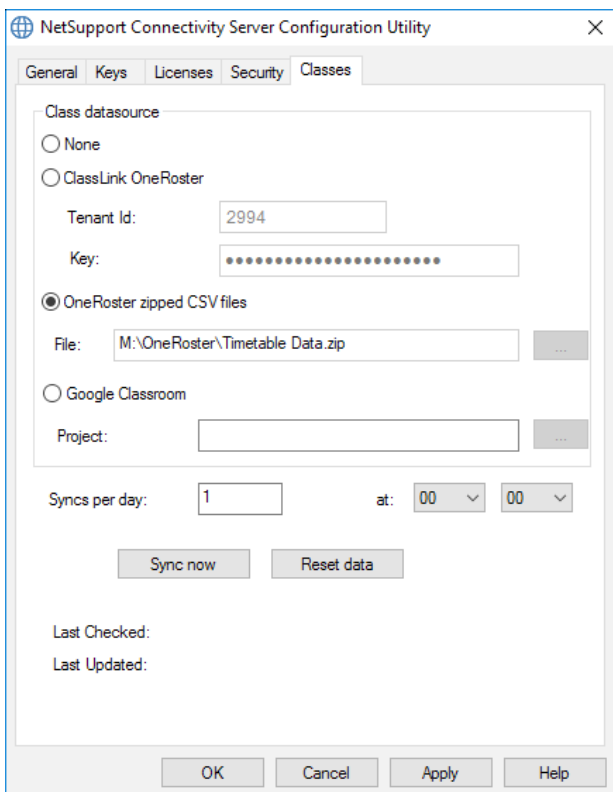 NetSupport Connectivity Server Configuration Utility
General Keys Licenses Security Classes
Class datasource
None
ClassLink OneRoster
Tenant Id: 2994
Key: ••••••••••••••••••••••
OneRoster zipped CSV files
File: M:\OneRoster\Timetable Data.zip ...
Google Classroom
Project: ...
Syncs per day: 1 at: 00 00
Sync now Reset data
Last Checked:
Last Updated:
OK Cancel Apply Help